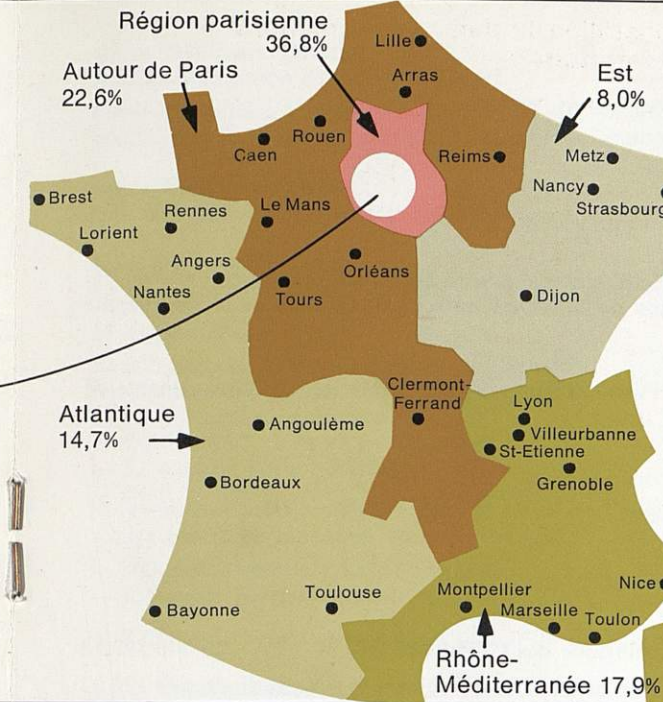 Région parisienne
36,8%
Autour de Paris
22,6%
Est
8,0%
Lille
Arras
Rouen
Caen
Reims
Metz
Nancy
Strasbourg
Brest
Rennes
Le Mans
Lorient
Angers
Orléans
Nantes
Tours
Dijon
Clermont-
Ferrand
Lyon
Villeurbanne
St-Etienne
Grenoble
Atlantique
14,7%
Angoulème
Bordeaux
Bayonne
Toulouse
Montpellier
Nice
Marseille
Toulon
Rhône-
Méditerranée 17,9%